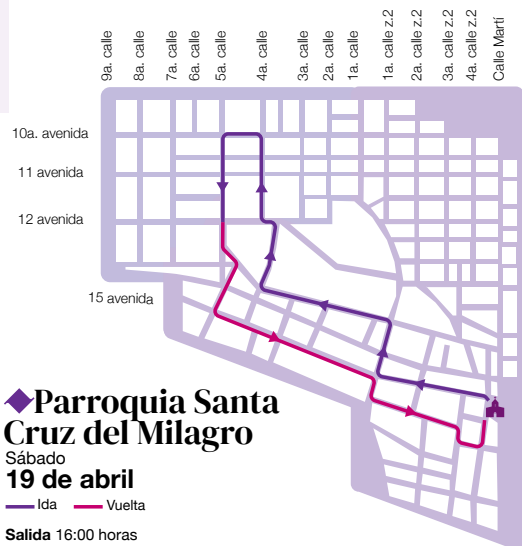 9a. calle
8a. calle
7a. calle
6a. calle
5a. calle
4a. calle
3a. calle
2a. calle
1a. calle
1a. calle z.2
2a. calle z.2
3a. calle z.2
4a. calle z.2
Calle Martí
10a. avenida
11 avenida
12 avenida
15 avenida
Parroquia Santa
Cruz del Milagro
Sábado
19 de abril
Ida Vuelta
Salida 16:00 horas